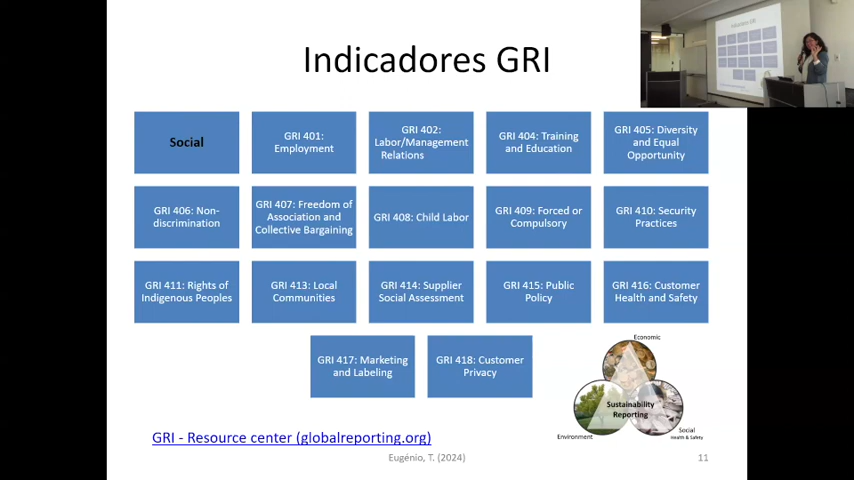 Indicadores GRI
Social
GRI 401:
Employment
GRI 402:
Labor/Management
Relations
GRI 404: Training
and Education
GRI 405: Diversity
and Equal
Opportunity
GRI 406: Non-
discrimination
GRI 407: Freedom of
Association and
Collective Bargaining
GRI 408: Child Labor
GRI 409: Forced or
Compulsory
GRI 410: Security
Practices
GRI 411: Rights of
Indigenous Peoples
GRI 413: Local
Communities
GRI 414: Supplier
Social Assessment
GRI 415: Public
Policy
GRI 416: Customer
Health and Safety
GRI 417: Marketing
and Labeling
GRI 418: Customer
Privacy
Economic
Sustainability
Reporting
Environment
Social
Health & Safety
GRI - Resource center (globalreporting.org)
Eugénio, T. (2024)
11